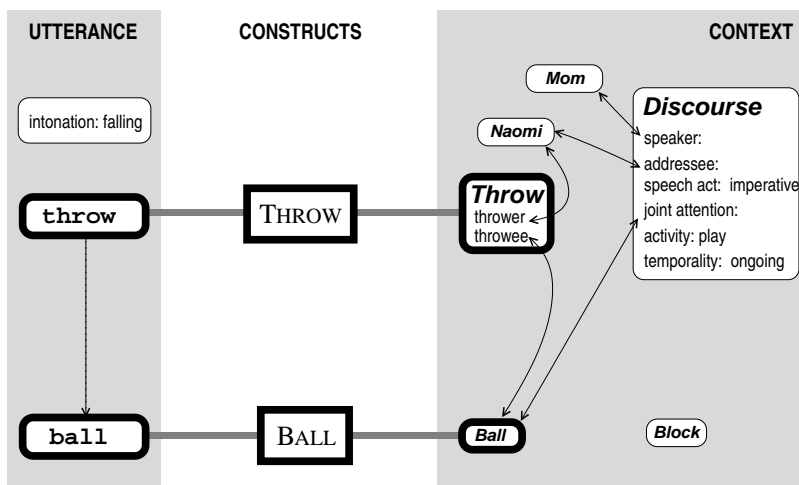 UTTERANCE
CONSTRUCTS
CONTEXT
Mom
Discourse
speaker:
addressee:
speech act: imperative
joint attention:
activity: play
temporality: ongoing
intonation: falling
Naomi
throw
THROW
Throw
thrower
throwee
ball
BALL
Ball
Block